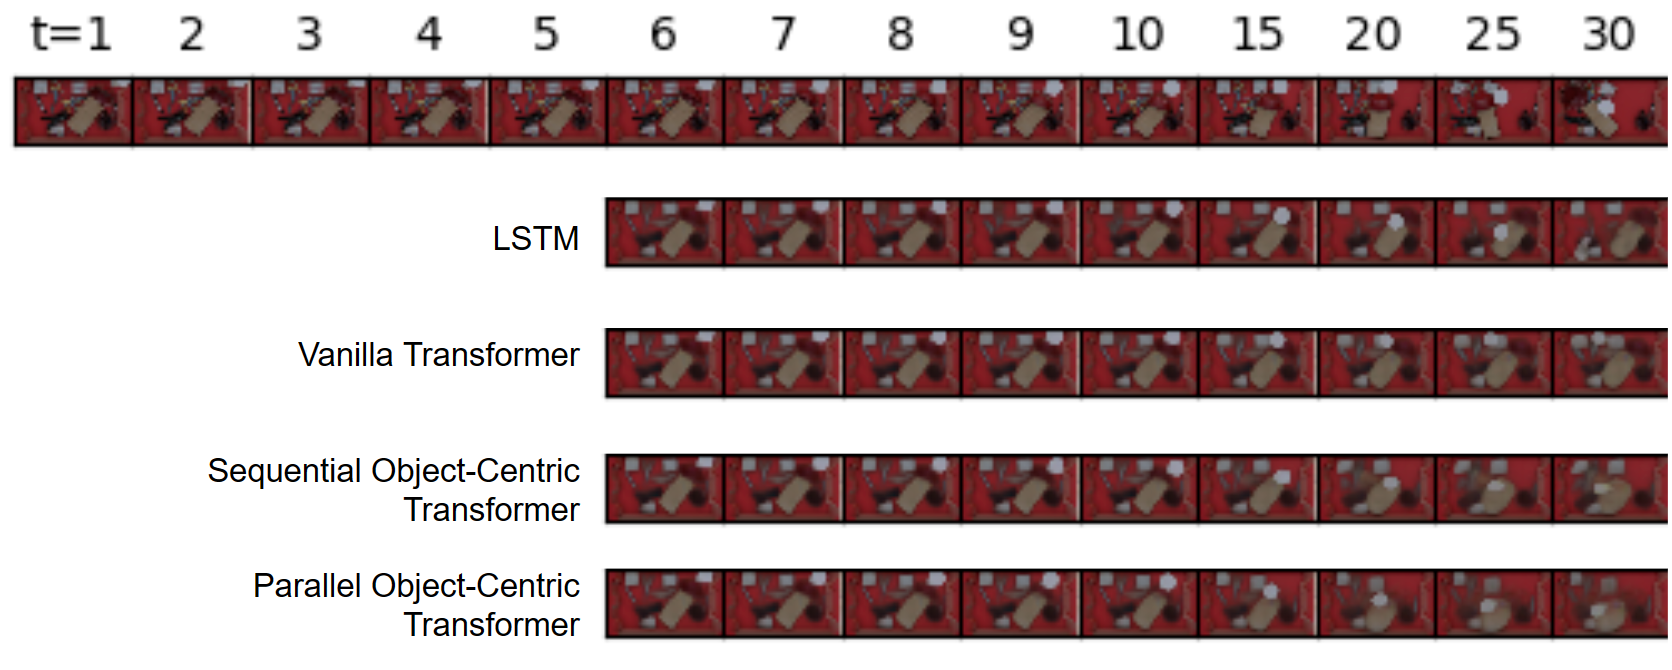 t=1 2 3 4 5 6 7 8 9 10 15 20 25 30
LSTM
Vanilla Transformer
Sequential Object-Centric
Transformer
Parallel Object-Centric
Transformer